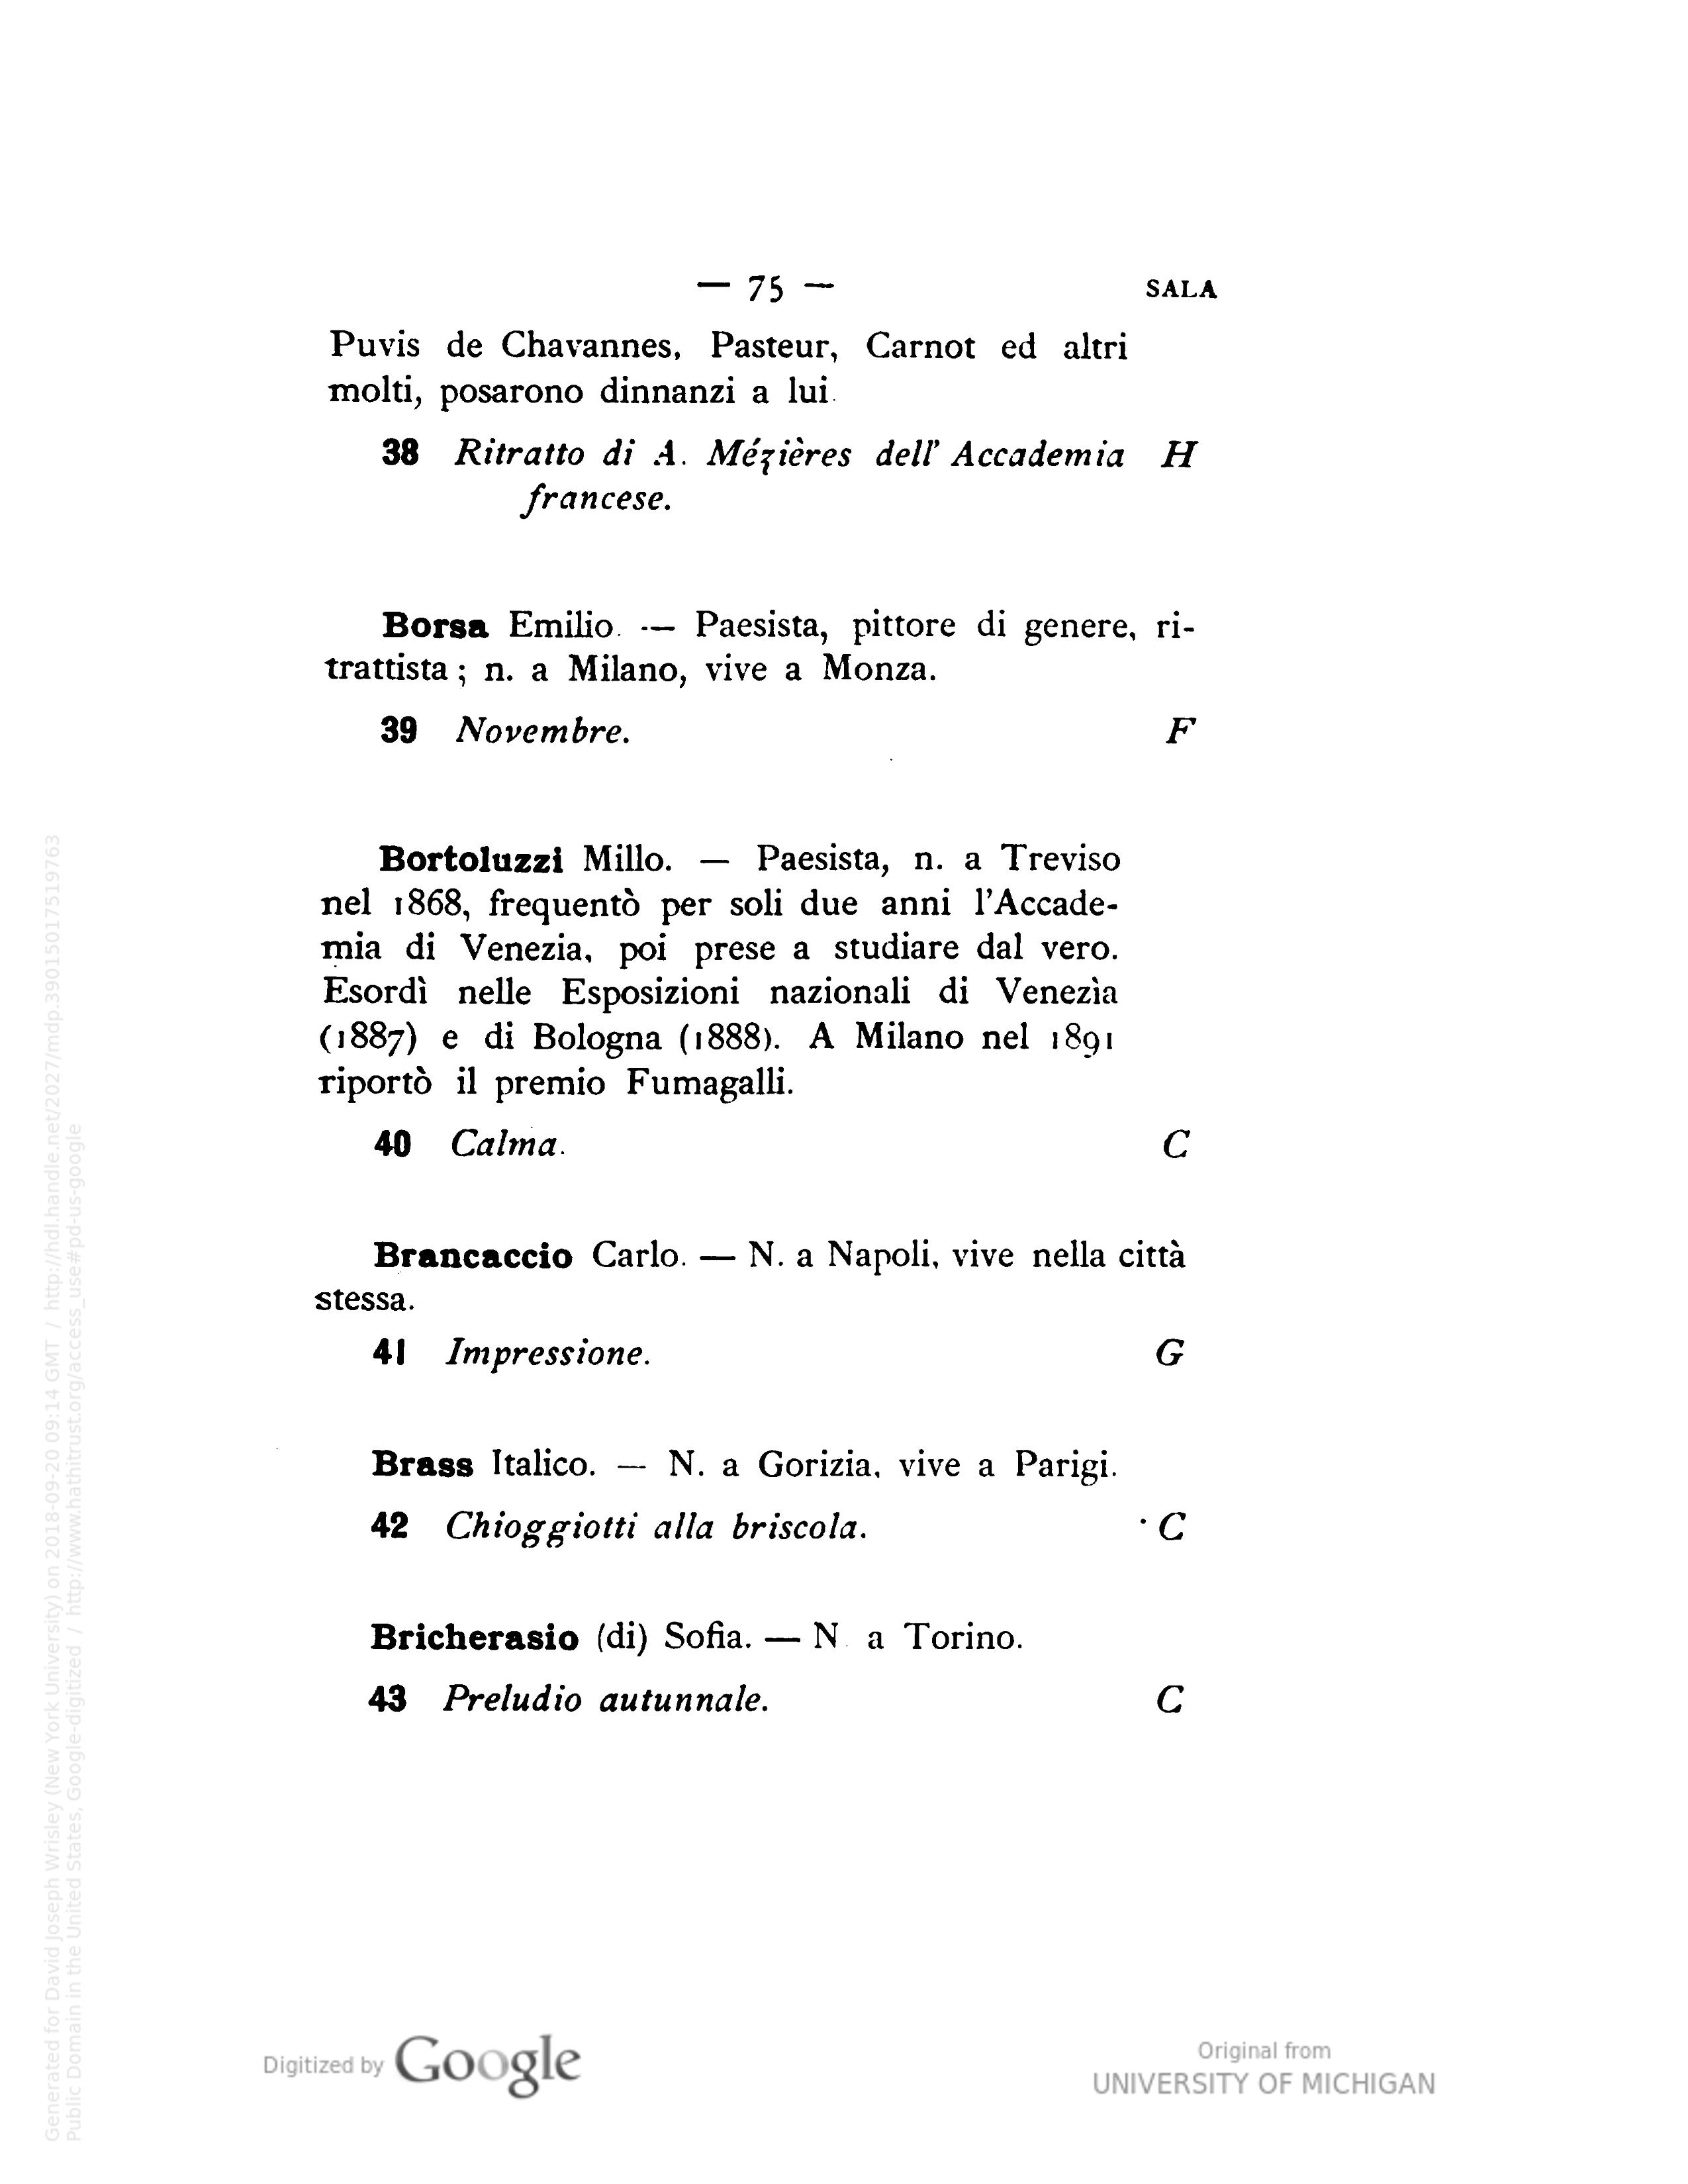 — 75 — SALA
Puvis de Chavannes, Pasteur, Carnot ed altri
molti, posarono dinnanzi a lui.
38 Ritratto di A. Mézières dell' Accademia H
francese.
Borsa Emilio. — Paesista, pittore di genere, ri-
trattista ; n. a Milano, vive a Monza.
39 Novembre. F
Bortoluzzi Millo. — Paesista, n. a Treviso
nel 1868, frequentò per soli due anni l'Accade-
mia di Venezia, poi prese a studiare dal vero.
Esordì nelle Esposizioni nazionali di Venezìa
(1887) e di Bologna (1888). A Milano nel 1891
riportò il premio Fumagalli.
40 Calma. C
Brancaccio Carlo. — N. a Napoli, vive nella città
stessa.
41 Impressione. G
Brass Italico. — N. a Gorizia, vive a Parigi.
42 Chioggiotti alla briscola. C
Bricherasio (di) Sofia. — N. a Torino.
43 Preludio autunnale. C
Generated for David Joseph Wrisley (New York University) on 2018-09-20 09:14 GMT / http://hdl.handle.net/2027/mdp.39015017519763
Public Domain in the United States, Google-digitized / http://www.hathitrust.org/access_use#pd-us-google
Digitized by Google
Original from
UNIVERSITY OF MICHIGAN